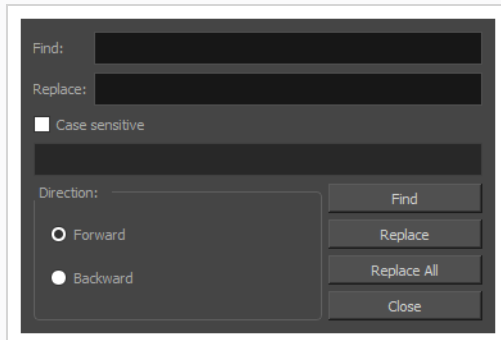 Find:
Replace:
Case sensitive
Direction:
Forward
Backward
Find
Replace
Replace All
Close